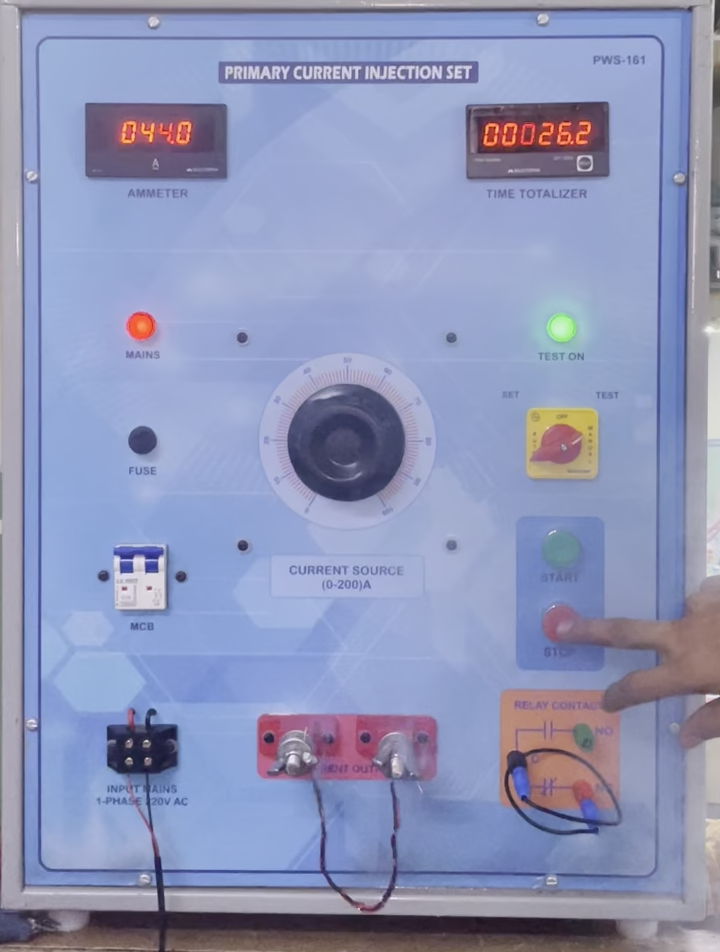 PRIMARY CURRENT INJECTION SET
PWS-161
044.0
A
00026.2
AMMETER
TIME TOTALIZER
MAINS
TEST ON
SET
TEST
OFF
FUSE
CURRENT SOURCE
(0-200)A
START
STOP
MCB
RELAY CONTACT
NO
INPUT MAINS
1-PHASE 220V AC